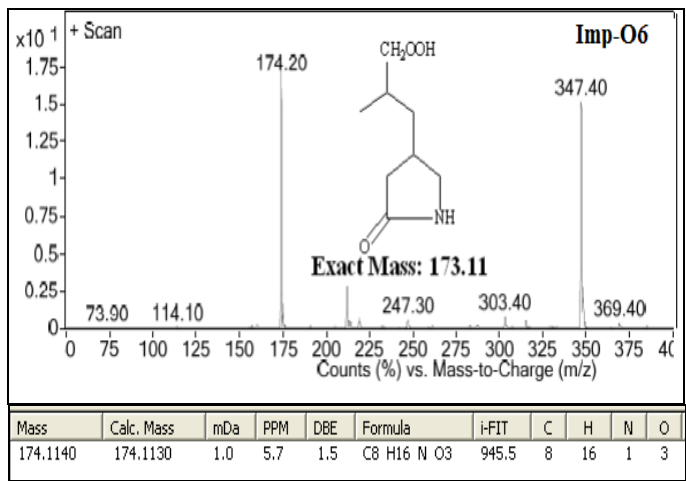 x10 1 + Scan Imp-O6
CH2OOH
174.20
1.75
347.40
1.5
1.25
1
0.75
NH
O
0.5
Exact Mass: 173.11
0.25
73.90 114.10 247.30 303.40 369.40
0
0 75 100 125 150 175 200 225 250 275 300 325 350 375 40
Counts (%) vs. Mass-to-Charge (m/z)
Mass Calc. Mass mDa PPM DBE Formula i-FIT C H N O
174.1140 174.1130 1.0 5.7 1.5 C8 H16 N O3 945.5 8 16 1 3